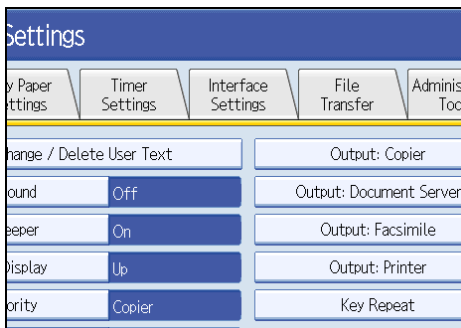 Settings
y Paper
ttings
Timer
Settings
Interface
Settings
File
Transfer
Adminis
Too
hange / Delete User Text
Output: Copier
ound Off
Output: Document Server
eeper On
Output: Facsimile
Display Up
Output: Printer
ority Copier
Key Repeat